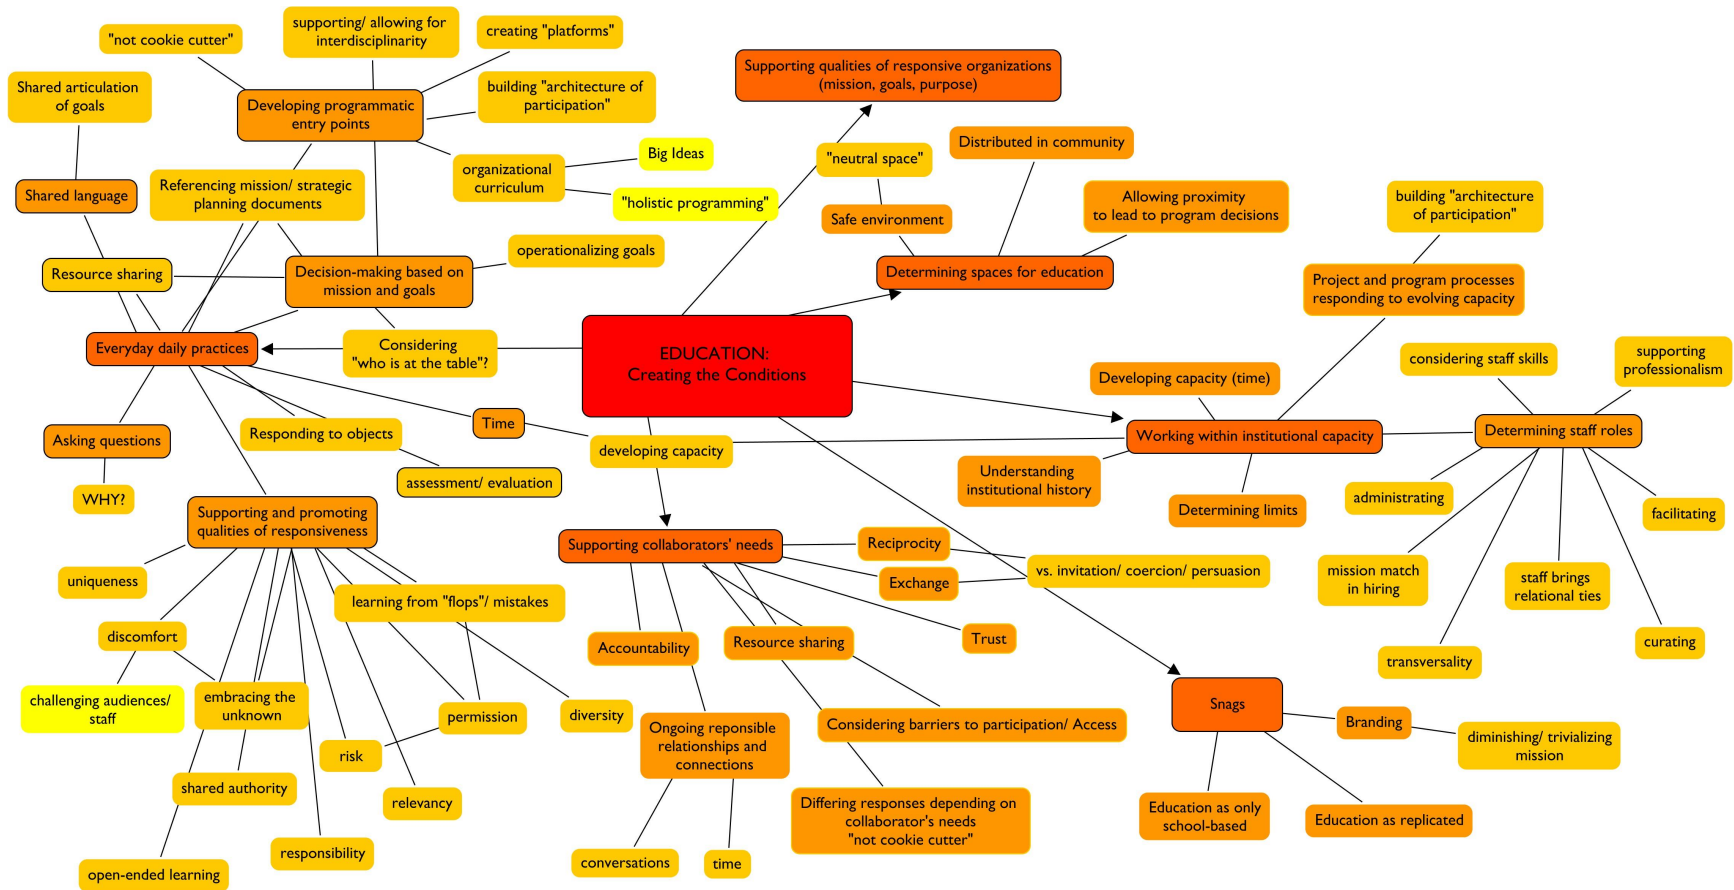 "not cookie cutter"
supporting/ allowing for
interdisciplinarity
creating "platforms"
Shared articulation
of goals
Developing programmatic
entry points
building "architecture of
participation"
Supporting qualities of responsive organizations
(mission, goals, purpose)
Big Ideas
organizational
curriculum
"holistic programming"
"neutral space"
Distributed in community
Shared language
Referencing mission/ strategic
planning documents
Safe environment
Allowing proximity
to lead to program decisions
building "architecture
of participation"
Resource sharing
Decision-making based on
mission and goals
operationalizing goals
Determining spaces for education
Project and program processes
responding to evolving capacity
Everyday daily practices
Considering
"who is at the table"?
EDUCATION:
Creating the Conditions
considering staff skills
supporting
professionalism
Developing capacity (time)
Asking questions
Responding to objects
Time
developing capacity
Working within institutional capacity
Determining staff roles
WHY?
assessment/ evaluation
Understanding
institutional history
Determining limits
administrating
facilitating
Supporting and promoting
qualities of responsiveness
Supporting collaborators' needs
Reciprocity
Exchange
vs. invitation/ coercion/ persuasion
mission match
in hiring
staff brings
relational ties
uniqueness
learning from "flops"/ mistakes
discomfort
Accountability
Resource sharing
Trust
transversality
curating
challenging audiences/
staff
embracing the
unknown
permission
diversity
Ongoing reponsible
relationships and
connections
Considering barriers to participation/ Access
Snags
Branding
diminishing/ trivializing
mission
risk
shared authority
relevancy
Differing responses depending on
collaborator's needs
"not cookie cutter"
Education as only
school-based
Education as replicated
responsibility
open-ended learning
conversations
time